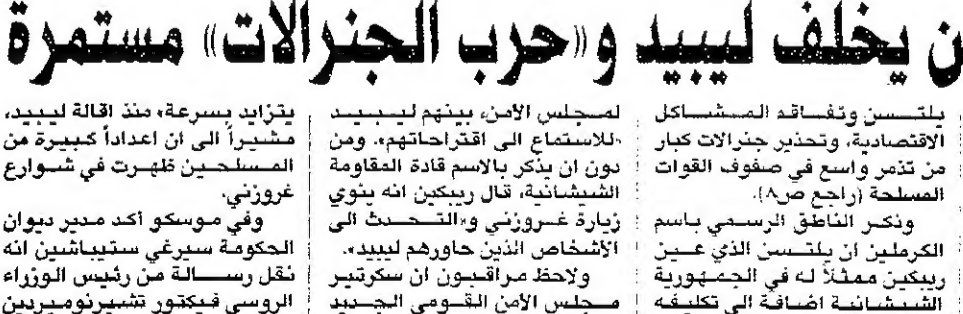 ن يخلف ليبيد و«حرب الجنرالات» مستمرة
يلتسن وتفاقد المشاكل
الاقتصادية، وتحذير جنرالات كبار
من تذمر واسع في صفوف القوات
المسلحة (راجع ص٨).
وذكر الناطق الرسمي باسم
الكرملين ان يلتسن الذي عين
ريبكين ممثلاً له في الجمهورية
الشيشانية اضافة الى تكليفه
لمجلس الامن، بينهم ليبيد
«للاستماع الى اقتراحاتهم». ومن
دون ان يذكر بالاسم قادة المقاومة
الشيشانية، قال ريبكين انه ينوي
زيارة غروزني و«التحدث الى
الأشخاص الذين حاورهم ليبيد».
ولاحظ مراقبون ان سكرتير
مجلس الأمن القومي الجديد
يتزايد بسرعة» منذ اقالة ليبيد،
مشيراً الى ان اعداداً كبيرة من
المسلحين ظهرت في شوارع
غروزني.
وفي موسكو أكد مدير ديوان
الحكومة سيرغي ستيباشين انه
نقل رسالة من رئيس الوزراء
الروسي فيكتور تشيرنوميردين